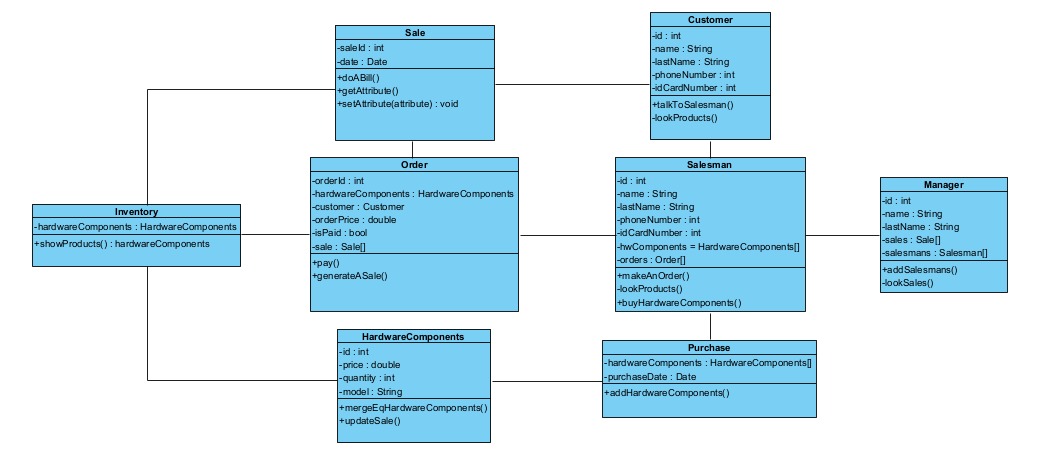 Sale
-saleId : int
-date : Date
+doABill()
+getAttribute()
+setAttribute(attribute) : void
Customer
-id : int
-name : String
-lastName : String
-phoneNumber : int
-idCardNumber : int
+talkToSalesman()
-lookProducts()
Order
-orderId : int
-hardwareComponents : HardwareComponents
-customer : Customer
-orderPrice : double
-isPaid : bool
-sale : Sale[]
+pay()
+generateASale()
Salesman
-id : int
-name : String
-lastName : String
-phoneNumber : int
-idCardNumber : int
-hwComponents = HardwareComponents[]
-orders : Order[]
+makeAnOrder()
-lookProducts()
+buyHardwareComponents()
Manager
-id : int
-name : String
-lastName : String
-sales : Sale[]
-salesmans : Salesman[]
+addSalesmans()
-lookSales()
Inventory
-hardwareComponents : HardwareComponents
+showProducts() : hardwareComponents
HardwareComponents
-id : int
-price : double
-quantity : int
-model : String
+mergeEqHardwareComponents()
+updateSale()
Purchase
-hardwareComponents : HardwareComponents[]
-purchaseDate : Date
+addHardwareComponents()